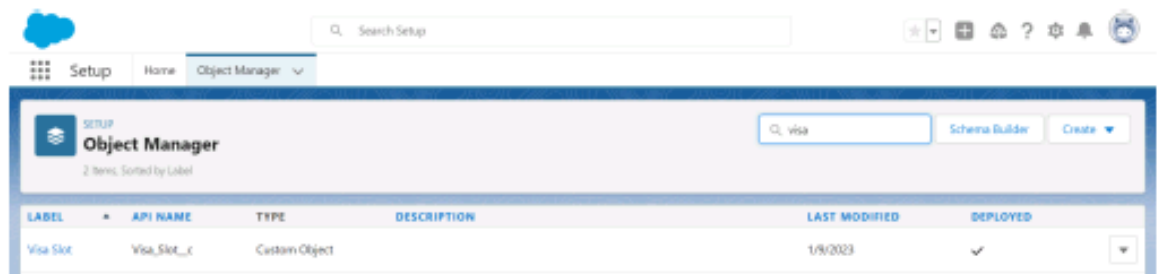 Search Setup
Setup Home Object Manager
SETUP
Object Manager
2 Items, Sorted by Label
visa
Schema Builder
Create
LABEL API NAME TYPE DESCRIPTION LAST MODIFIED DEPLOYED
Visa Slot Visa_Slot__c Custom Object 1/9/2023